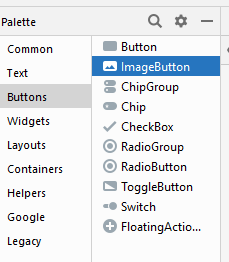 Palette
Common
Text
Buttons
Widgets
Layouts
Containers
Helpers
Google
Legacy
Button
ImageButton
ChipGroup
Chip
CheckBox
RadioGroup
RadioButton
ToggleButton
Switch
FloatingActio...